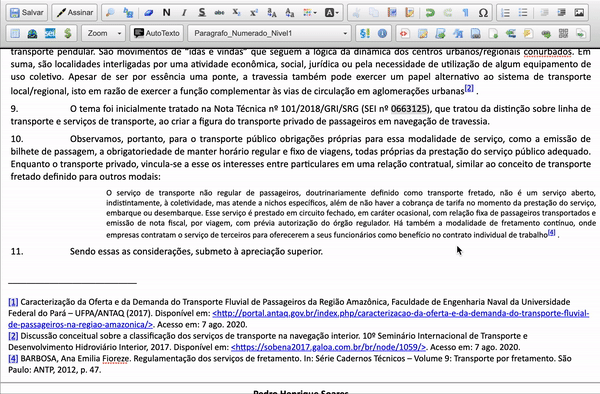 Salvar Assinar N I S abc X₂ X² A A
SEI AutoTexto Zoom Paragrafo_Numerado_Nivel1
transporte pendular. São movimentos de "idas e vindas" que seguem a lógica da dinâmica dos centros urbanos/regionais conurbados. Em
suma, são localidades interligadas por uma atividade econômica, social, jurídica ou pela necessidade de utilização de algum equipamento de
uso coletivo. Apesar de ser por essência uma ponte, a travessia também pode exercer um papel alternativo ao sistema de transporte
local/regional, isto em razão de exercer a função complementar às vias de circulação em aglomerações urbanas[2] .
9. O tema foi inicialmente tratado na Nota Técnica nº 101/2018/GRI/SRG (SEI nº 0663125), que tratou da distinção sobre linha de
transporte e serviços de transporte, ao criar a figura do transporte privado de passageiros em navegação de travessia.
10. Observamos, portanto, para o transporte público obrigações próprias para essa modalidade de serviço, como a emissão de
bilhete de passagem, a obrigatoriedade de manter horário regular e fixo de viagens, todas próprias da prestação do serviço público adequado.
Enquanto o transporte privado, vincula-se a esse os interesses entre particulares em uma relação contratual, similar ao conceito de transporte
fretado definido para outros modais:
O serviço de transporte não regular de passageiros, doutrinariamente definido como transporte fretado, não é um serviço aberto,
indistintamente, à coletividade, mas atende a nichos específicos, além de não haver a cobrança de tarifa no momento da prestação do serviço,
embarque ou desembarque. Esse serviço é prestado em circuito fechado, em caráter ocasional, com relação fixa de passageiros transportados e
emissão de nota fiscal, por viagem, com prévia autorização do órgão regulador. Há também a modalidade de fretamento contínuo, onde
empresas contratam o serviço de terceiros para oferecerem a seus funcionários como benefício no contrato individual de trabalho[4] .
11. Sendo essas as considerações, submeto à apreciação superior.
[1] Caracterização da Oferta e da Demanda do Transporte Fluvial de Passageiros da Região Amazônica, Faculdade de Engenharia Naval da Universidade
Federal do Pará – UFPA/ANTAQ (2017). Disponível em: <http://portal.antaq.gov.br/index.php/caracterizacao-da-oferta-e-da-demanda-do-transporte-fluvial-
de-passageiros-na-regiao-amazonica/>. Acesso em: 7 ago. 2020.
[2] Discussão conceitual sobre a classificação dos serviços de transporte na navegação interior. 10º Seminário Internacional de Transporte e
Desenvolvimento Hidroviário Interior, 2017. Disponível em: <https://sobena2017.galoa.com.br/br/node/1059/>. Acesso em: 7 ago. 2020.
[4] BARBOSA, Ana Emilia Fioreze. Regulamentação dos serviços de fretamento. In: Série Cadernos Técnicos – Volume 9: Transporte por fretamento. São
Paulo: ANTP, 2012, p. 47.
Pedro Henrique Soares